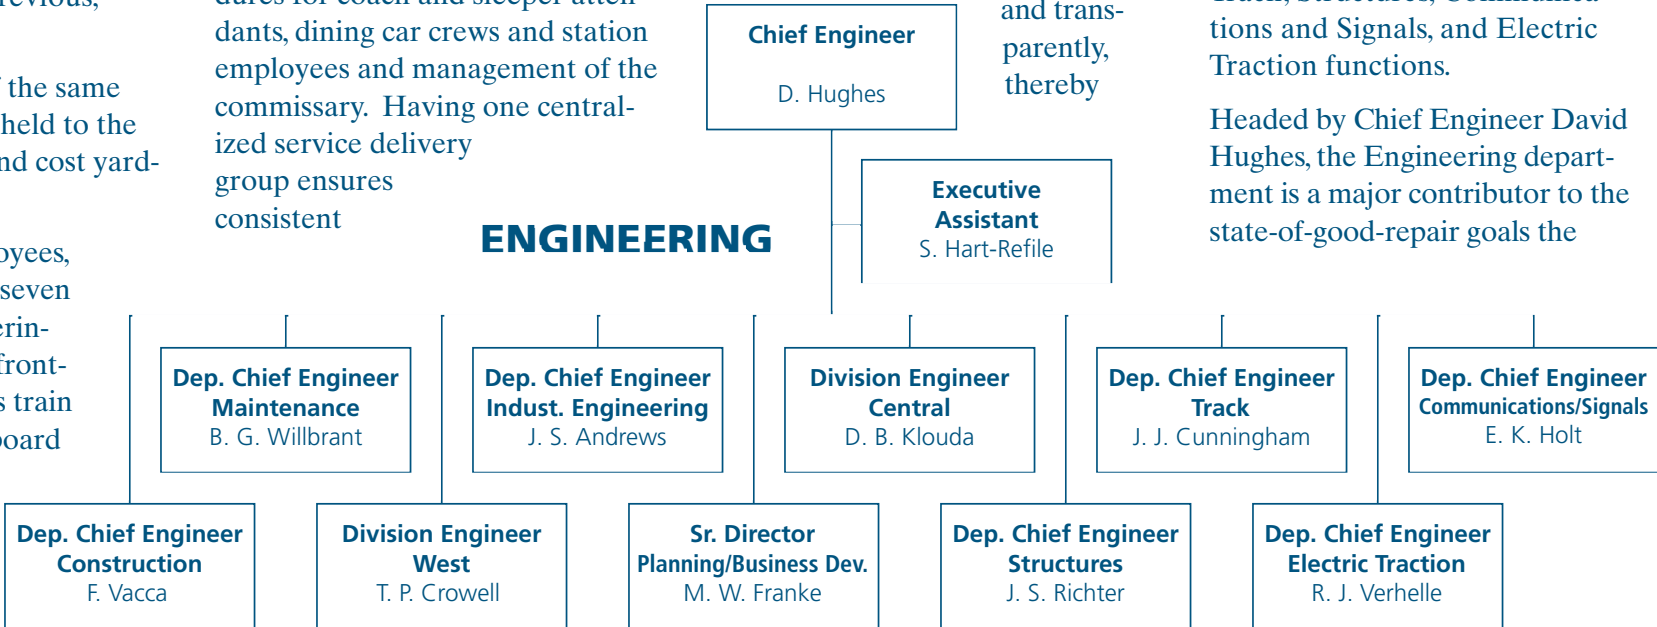 of the same
held to the
and cost yard-
seven
front-
train
dants, dining car crews and station
employees and management of the
commissary.  Having one central-
ized service delivery
group ensures
consistent
ENGINEERING
Chief Engineer
D. Hughes
Executive
Assistant
S. Hart-Refile
and trans-
parently,
thereby
tions and Signals, and Electric
Traction functions.
Headed by Chief Engineer David
Hughes, the Engineering depart-
ment is a major contributor to the
state-of-good-repair goals the
Dep. Chief Engineer
Maintenance
B. G. Willbrant
Dep. Chief Engineer
Indust. Engineering
J. S. Andrews
Division Engineer
Central
D. B. Klouda
Dep. Chief Engineer
Track
J. J. Cunningham
Dep. Chief Engineer
Communications/Signals
E. K. Holt
Dep. Chief Engineer
Construction
F. Vacca
Division Engineer
West
T. P. Crowell
Sr. Director
Planning/Business Dev.
M. W. Franke
Dep. Chief Engineer
Structures
J. S. Richter
Dep. Chief Engineer
Electric Traction
R. J. Verhelle